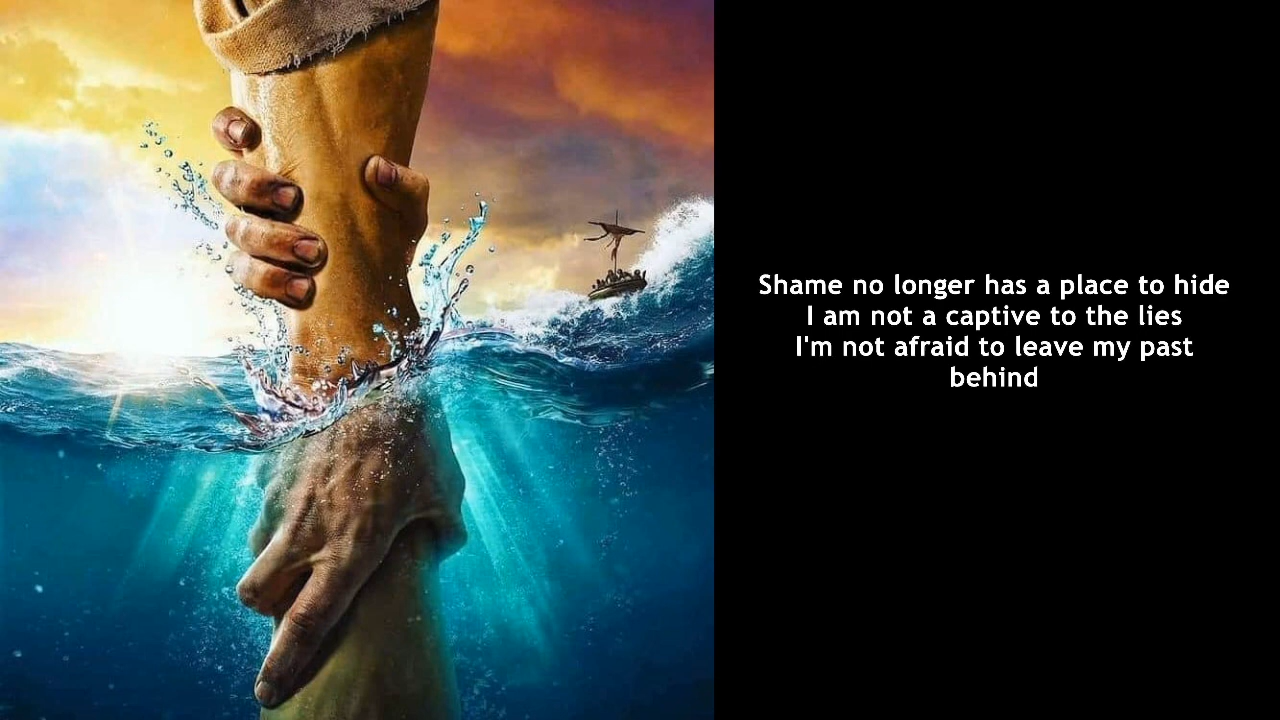 Shame no longer has a place to hide
I am not a captive to the lies
I'm not afraid to leave my past
behind